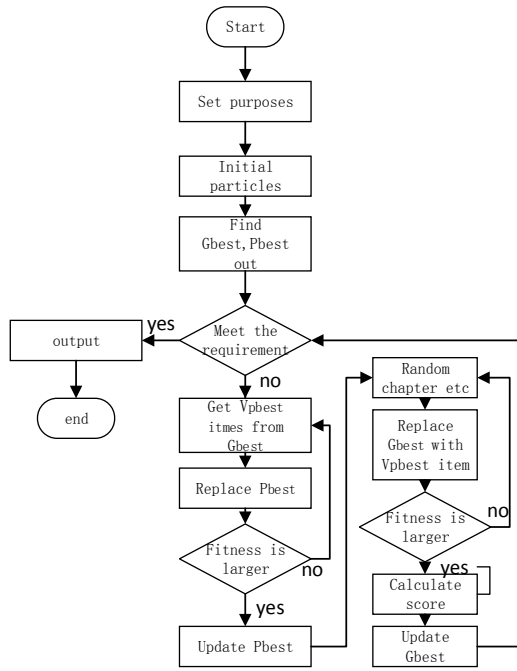 Start
Set purposes
Initial
particles
Find
Gbest,Pbest
out
Meet the
requirement
yes
output
end
no
Get Vpbest
itmes from
Gbest
Replace Pbest
Fitness is
larger
no
yes
Update Pbest
Random
chapter etc
Replace
Gbest with
Vpbest item
Fitness is
larger
no
yes
Calculate
score
Update
Gbest